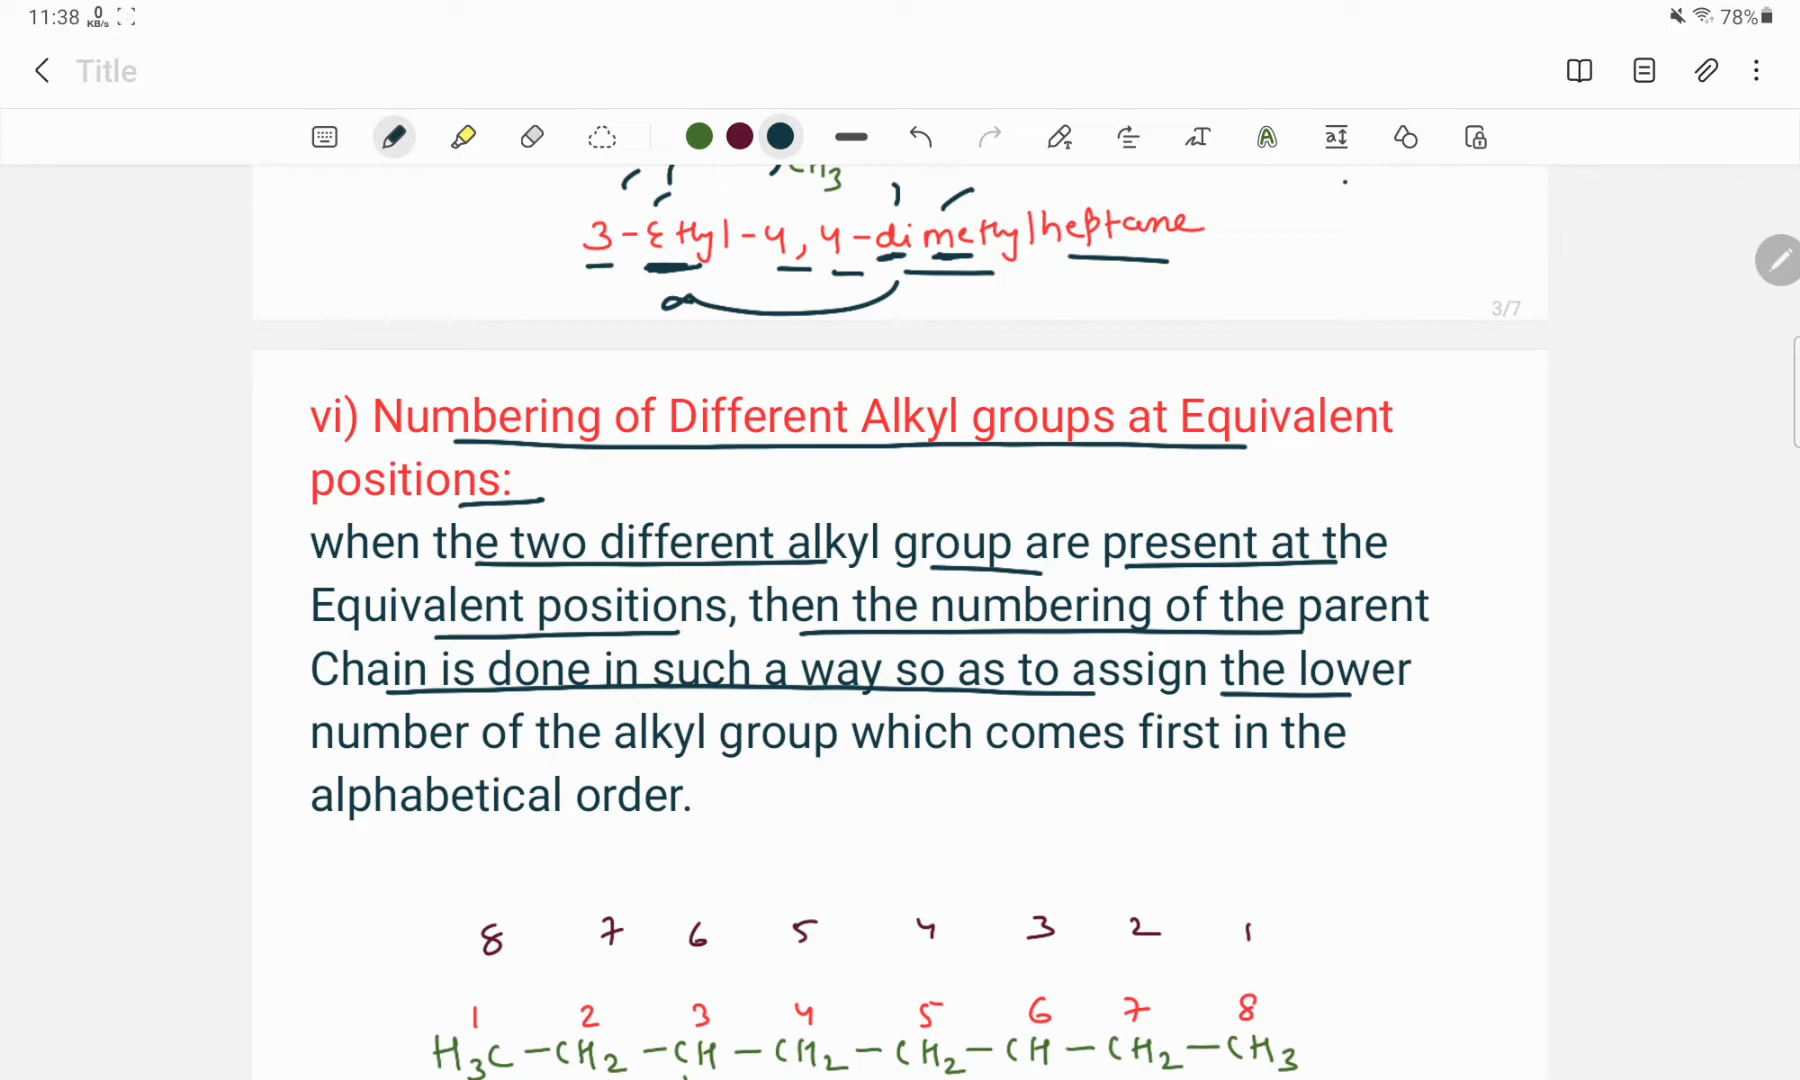 11:38 0 KB/s 78%
Title
CH3
3-Ethyl-4,4-dimethylheptane
3/7
vi) Numbering of Different Alkyl groups at Equivalent
positions:
when the two different alkyl group are present at the
Equivalent positions, then the numbering of the parent
Chain is done in such a way so as to assign the lower
number of the alkyl group which comes first in the
alphabetical order.
8 7 6 5 4 3 2 1
1 2 3 4 5 6 7 8
H3C-CH2-CH-CH2-CH2-CH-CH2-CH3